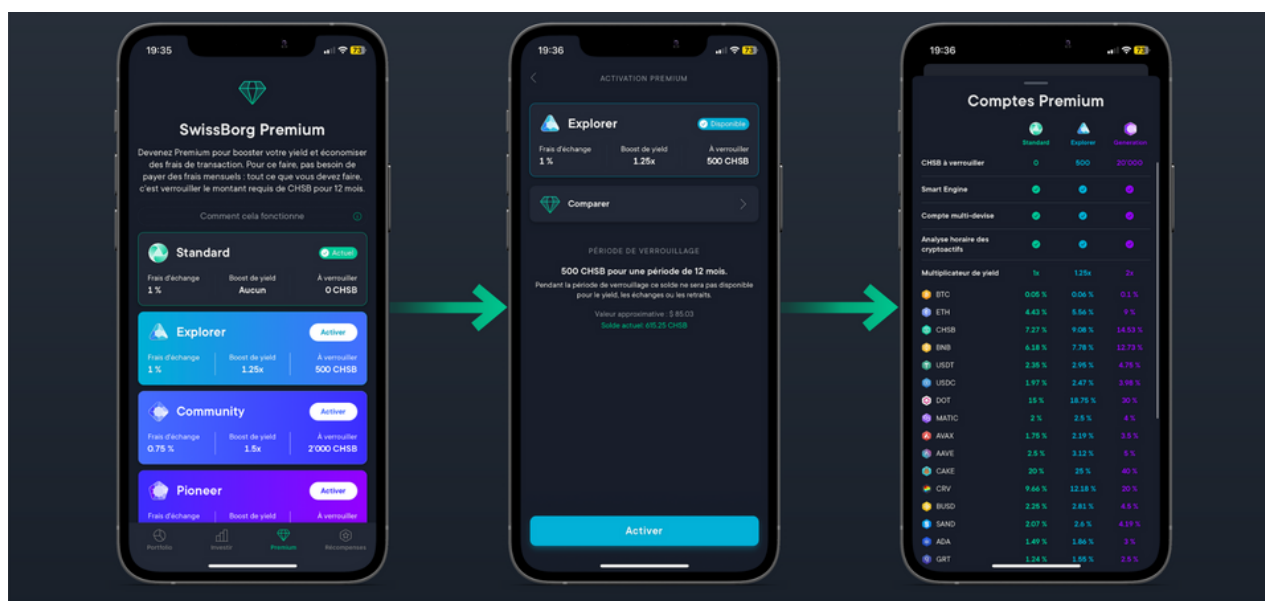 19:35
73
SwissBorg Premium
Devenez Premium pour booster votre yield et économiser
des frais de transaction. Pour ce faire, pas besoin de
payer des frais mensuels : tout ce que vous devez faire,
c'est verrouiller le montant requis de CHSB pour 12 mois.
Comment cela fonctionne
Standard
Actuel
Frais d'échange Boost de yield À verrouiller
1 % Aucun 0 CHSB
Explorer
Activer
Frais d'échange Boost de yield À verrouiller
1 % 1.25x 500 CHSB
Community
Activer
Frais d'échange Boost de yield À verrouiller
0.75 % 1.5x 2'000 CHSB
Pioneer
Activer
Frais d'échange Boost de yield À verrouiller
Portfolio Investir Premium Récompenses
19:36
73
ACTIVATION PREMIUM
Explorer
Disponible
Frais d'échange Boost de yield À verrouiller
1 % 1.25x 500 CHSB
Comparer
PÉRIODE DE VERROUILLAGE
500 CHSB pour une période de 12 mois.
Pendant la période de verrouillage ce solde ne sera pas disponible
pour le yield, les échanges ou les retraits.
Valeur approximative : $ 85.03
Solde actuel: 615.25 CHSB
Activer
19:36
73
Comptes Premium
Standard Explorer Generation
CHSB à verrouiller 0 500 20'000
Smart Engine
Compte multi-devise
Analyse horaire des
cryptoactifs
Multiplicateur de yield 1x 1.25x 2x
BTC 0.05 % 0.06 % 0.1 %
ETH 4.43 % 5.56 % 9 %
CHSB 7.27 % 9.08 % 14.53 %
BNB 6.18 % 7.78 % 12.73 %
USDT 2.35 % 2.95 % 4.75 %
USDC 1.97 % 2.47 % 3.98 %
DOT 15 % 18.75 % 30 %
MATIC 2 % 2.5 % 4 %
AVAX 1.75 % 2.19 % 3.5 %
AAVE 2.5 % 3.12 % 5 %
CAKE 20 % 25 % 40 %
CRV 9.66 % 12.18 % 20 %
BUSD 2.25 % 2.81 % 4.5 %
SAND 2.07 % 2.6 % 4.19 %
ADA 1.49 % 1.86 % 3 %
GRT 1.24 % 1.55 % 2.5 %